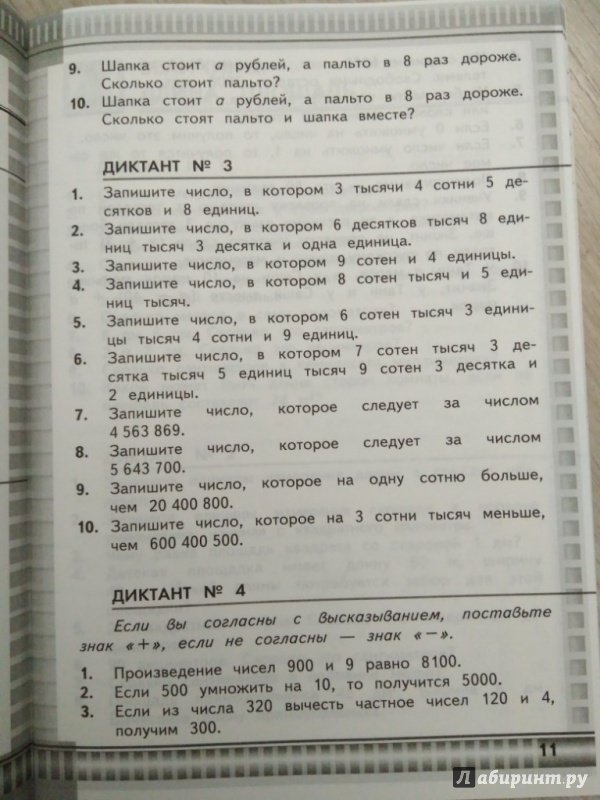 9. Шапка стоит a рублей, а пальто в 8 раз дороже.
Сколько стоит пальто?
10. Шапка стоит a рублей, а пальто в 8 раз дороже.
Сколько стоят пальто и шапка вместе?
ДИКТАНТ № 3
1. Запишите число, в котором 3 тысячи 4 сотни 5 де-
сятков и 8 единиц.
2. Запишите число, в котором 6 десятков тысяч 8 еди-
ниц тысяч 3 десятка и одна единица.
3. Запишите число, в котором 9 сотен и 4 единицы.
4. Запишите число, в котором 8 сотен тысяч и 5 еди-
ниц тысяч.
5. Запишите число, в котором 6 сотен тысяч 3 едини-
цы тысяч 4 сотни и 9 единиц.
6. Запишите число, в котором 7 сотен тысяч 3 де-
сятка тысяч 5 единиц тысяч 9 сотен 3 десятка и
2 единицы.
7. Запишите число, которое следует за числом
4 563 869.
8. Запишите число, которое следует за числом
5 643 700.
9. Запишите число, которое на одну сотню больше,
чем 20 400 800.
10. Запишите число, которое на 3 сотни тысяч меньше,
чем 600 400 500.
ДИКТАНТ № 4
Если вы согласны с высказыванием, поставьте
знак «+», если не согласны — знак «−».
1. Произведение чисел 900 и 9 равно 8100.
2. Если 500 умножить на 10, то получится 5000.
3. Если из числа 320 вычесть частное чисел 120 и 4,
получим 300.
11
Лабиринт.ру